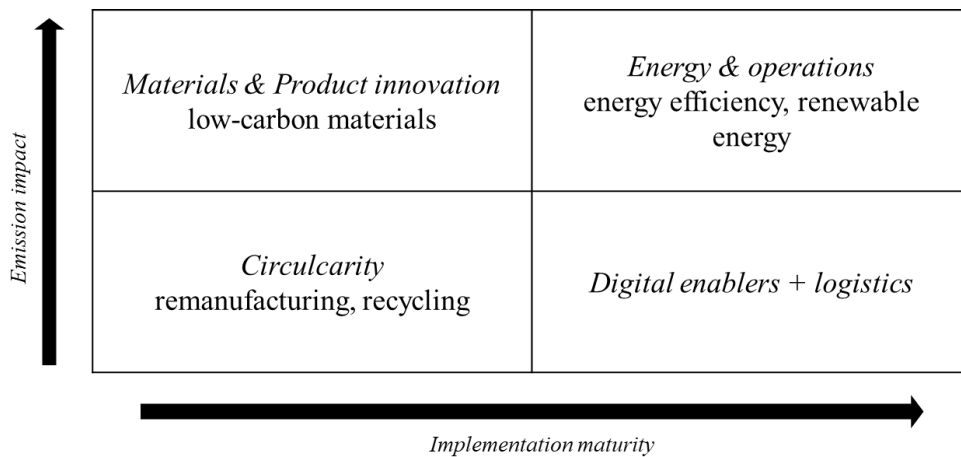 Materials & Product innovation
low-carbon materials
Energy & operations
energy efficiency, renewable
energy
Emission impact
Circulcarity
remanufacturing, recycling
Digital enablers + logistics
Implementation maturity